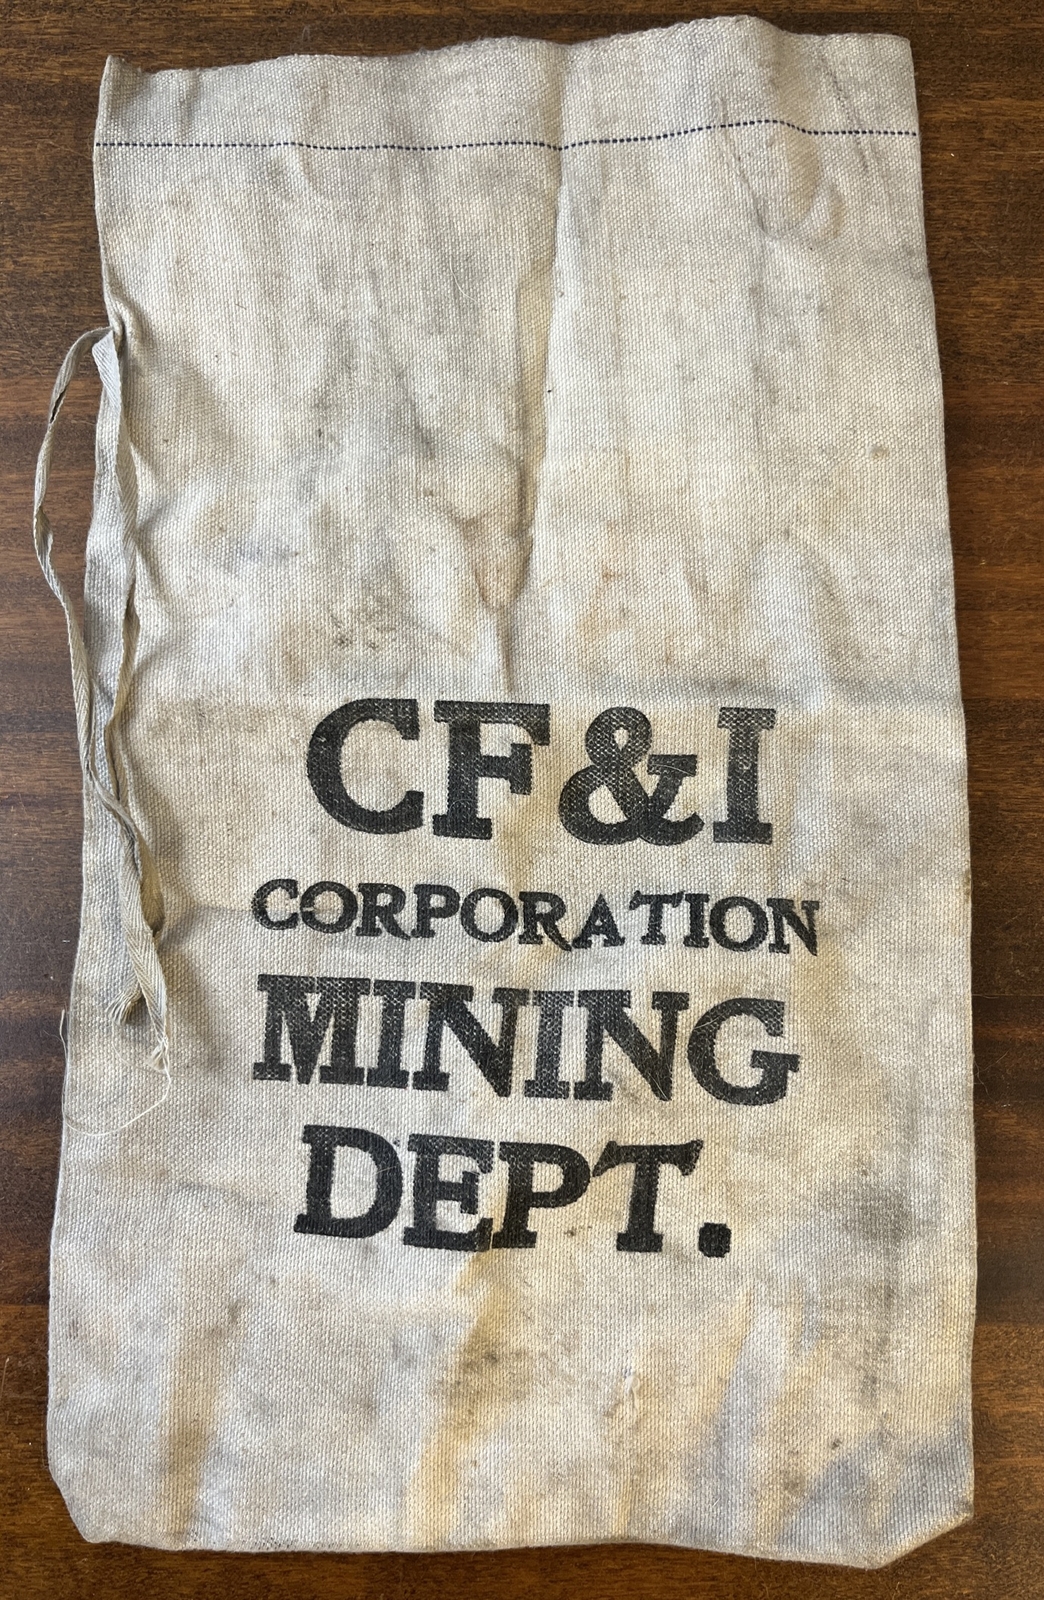 CF&I
CORPORATION
MINING
DEPT.